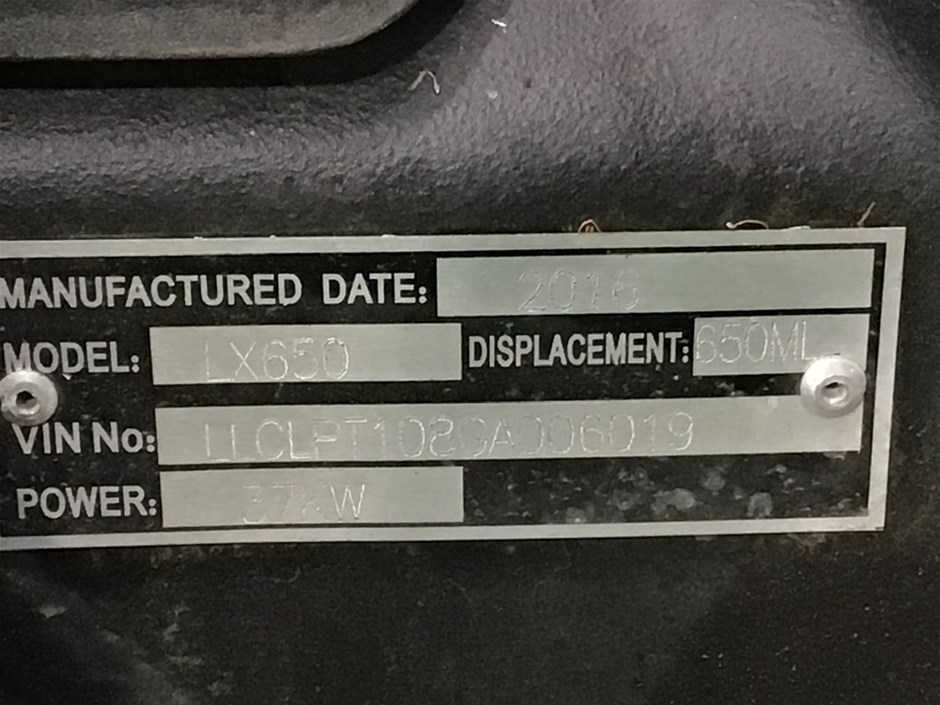 MANUFACTURED DATE: 2016
MODEL: LX650 DISPLACEMENT: 650ML
VIN No: LLCLPT108GA006019
POWER: 37KW